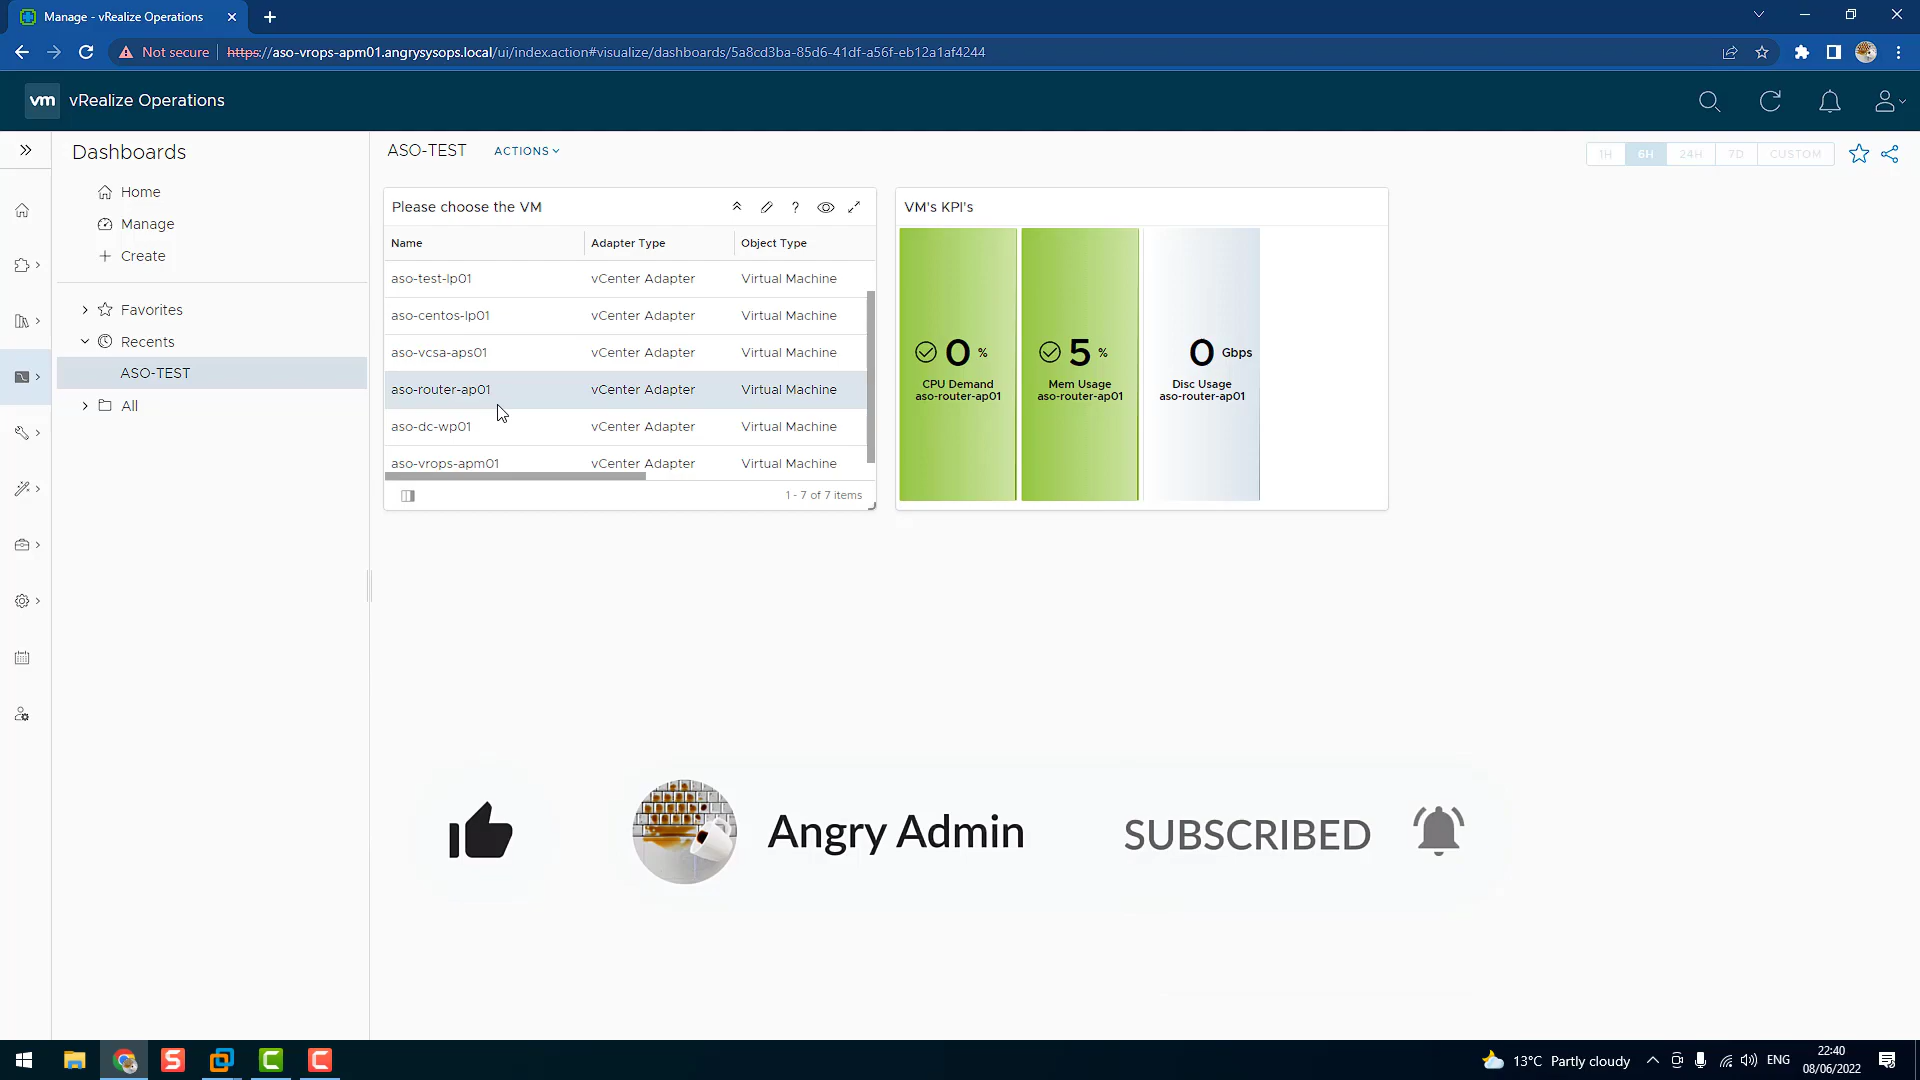 Manage - vRealize Operations
Not secure
https://aso-vrops-apm01.angrysysops.local/ui/index.action#visualize/dashboards/5a8cd3ba-85d6-41df-a56f-eb12a1af4244
vm vRealize Operations
Dashboards
Home
Manage
Create
Favorites
Recents
ASO-TEST
All
ASO-TEST ACTIONS
1H 6H 24H 7D CUSTOM
Please choose the VM
?
Name Adapter Type Object Type
aso-test-lp01 vCenter Adapter Virtual Machine
aso-centos-lp01 vCenter Adapter Virtual Machine
aso-vcsa-aps01 vCenter Adapter Virtual Machine
aso-router-ap01 vCenter Adapter Virtual Machine
aso-dc-wp01 vCenter Adapter Virtual Machine
aso-vrops-apm01 vCenter Adapter Virtual Machine
1 - 7 of 7 items
VM's KPI's
0 %
CPU Demand
aso-router-ap01
5 %
Mem Usage
aso-router-ap01
0 Gbps
Disc Usage
aso-router-ap01
Angry Admin
SUBSCRIBED
S
C
C
13°C Partly cloudy
ENG
22:40
08/06/2022